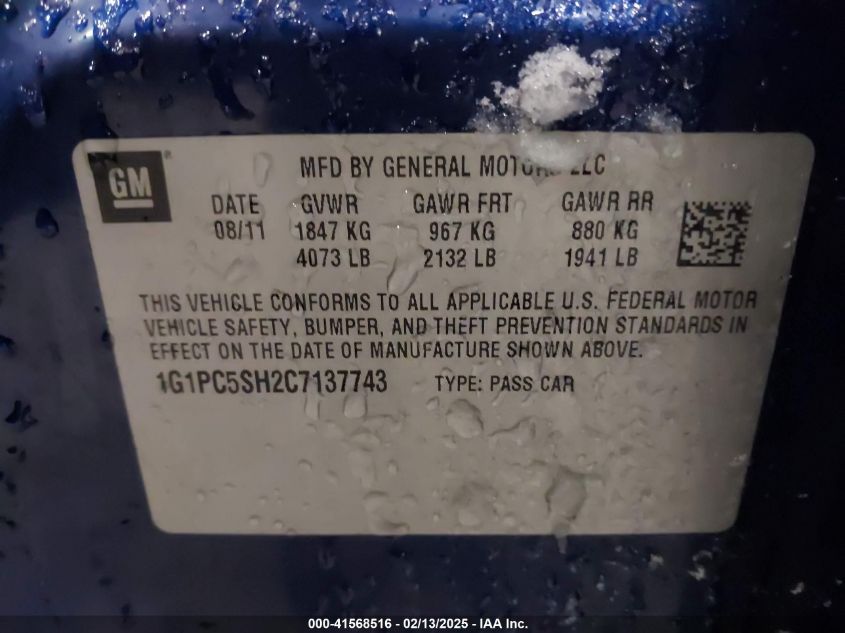 GM
MFD BY GENERAL MOTORS LLC
DATE GVWR GAWR FRT GAWR RR
08/11 1847 KG 967 KG 880 KG
4073 LB 2132 LB 1941 LB
THIS VEHICLE CONFORMS TO ALL APPLICABLE U.S. FEDERAL MOTOR
VEHICLE SAFETY, BUMPER, AND THEFT PREVENTION STANDARDS IN
EFFECT ON THE DATE OF MANUFACTURE SHOWN ABOVE.
1G1PC5SH2C7137743 TYPE: PASS CAR
000-41568516 - 02/13/2025 - IAA Inc.